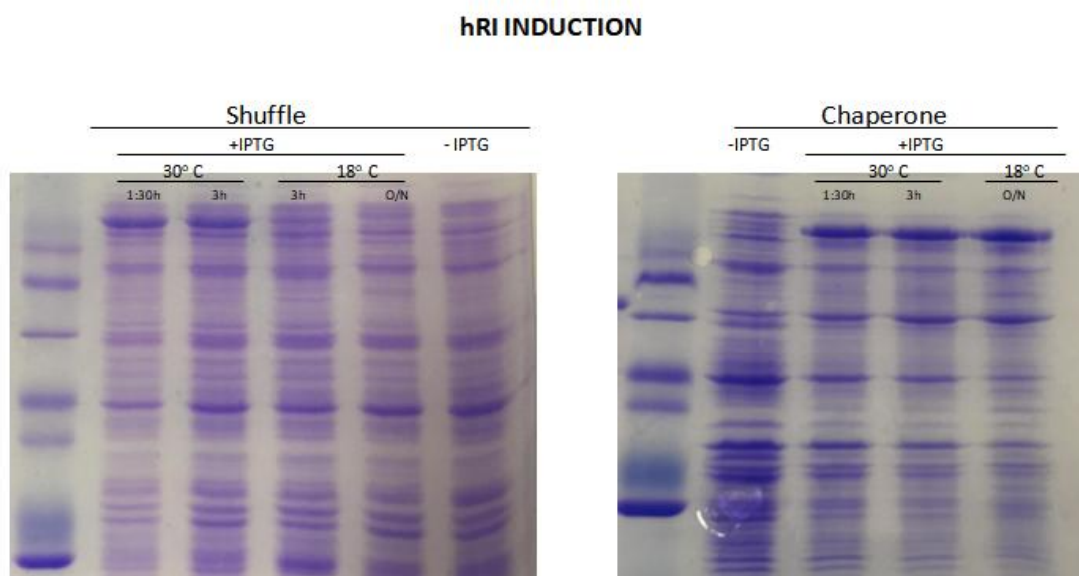 hRI INDUCTION
Shuffle
+IPTG
- IPTG
30° C
18° C
1:30h
3h
3h
O/N
Chaperone
-IPTG
+IPTG
30° C
18° C
1:30h
3h
O/N